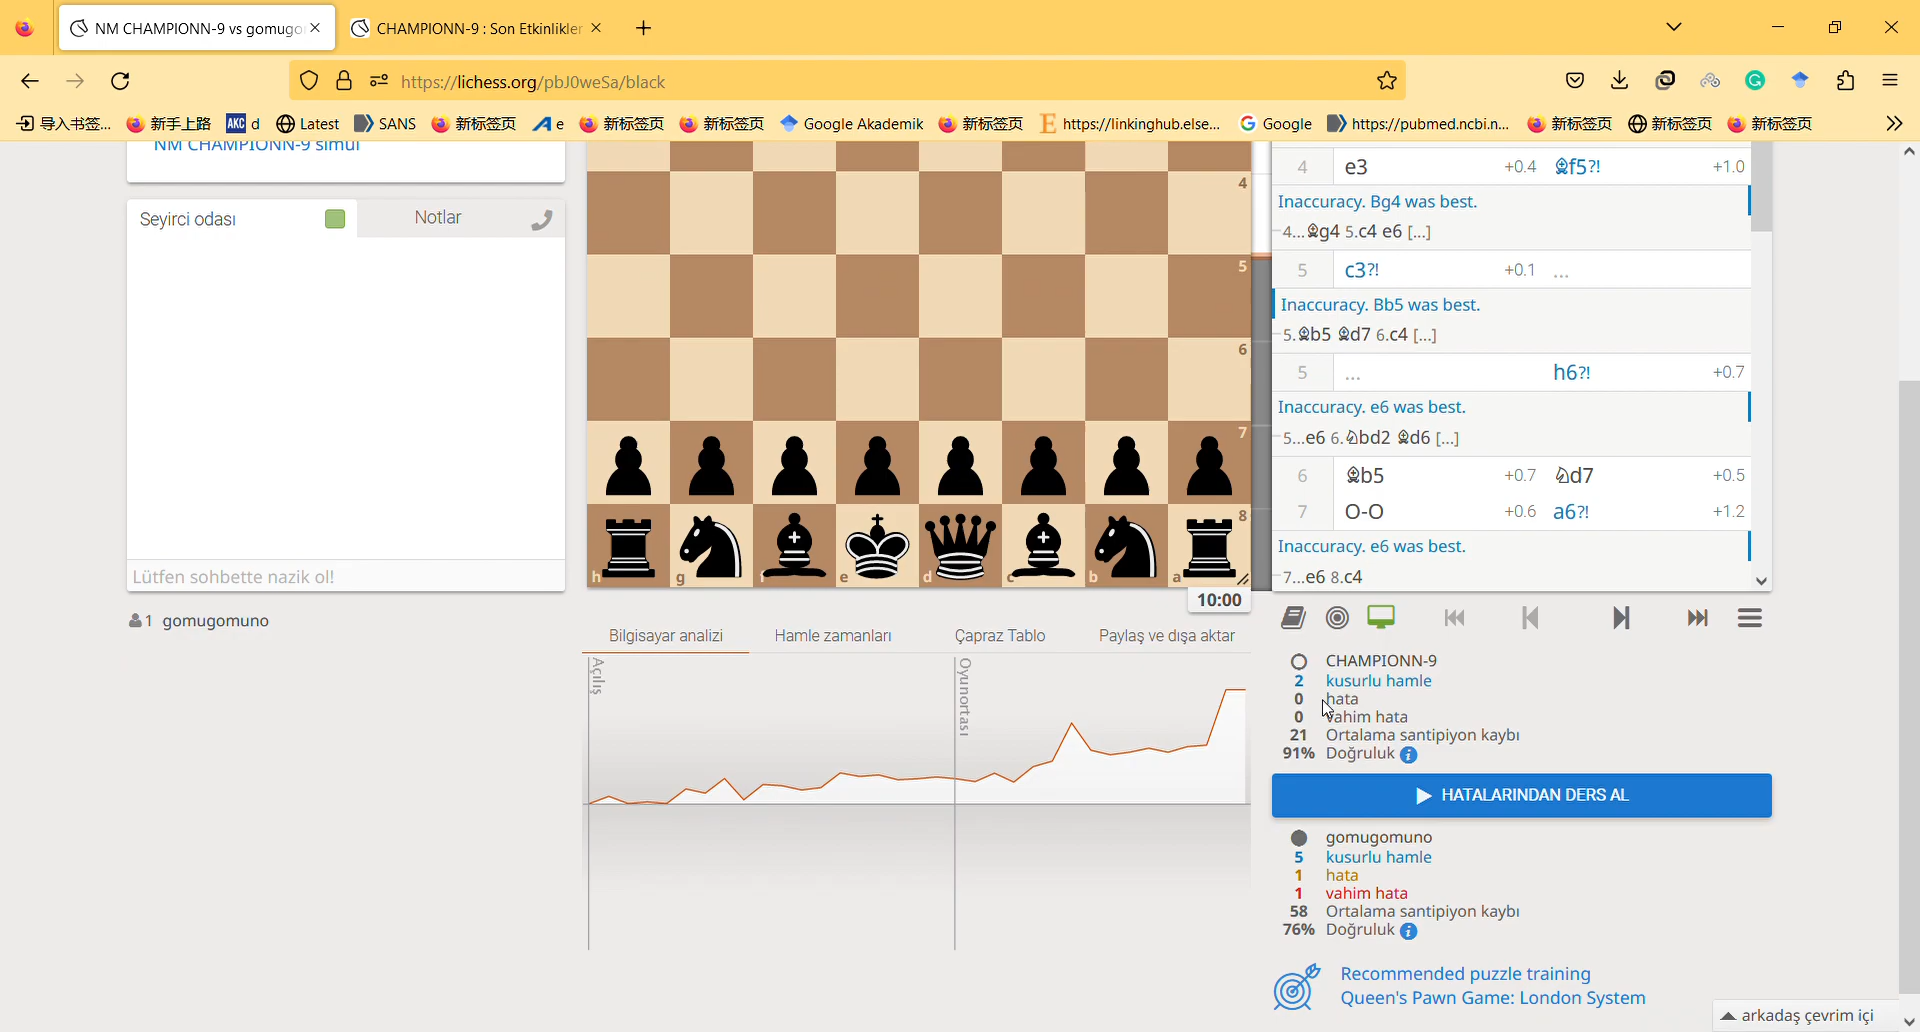 NM CHAMPIONN-9 vs gomugo
CHAMPIONN-9 : Son Etkinlikler
https://lichess.org/pbJ0weSa/black
导入书签...
新手上路
AKC d
Latest
SANS
新标签页
e
新标签页
新标签页
Google Akademik
新标签页
https://linkinghub.else...
Google
https://pubmed.ncbi.n...
新标签页
新标签页
新标签页
NM CHAMPIONN-9 simul
Seyirci odası
Notlar
Lütfen sohbette nazik ol!
1 gomugomuno
4
5
6
7
8
h g f e d c b a
10:00
Bilgisayar analizi
Hamle zamanları
Çapraz Tablo
Paylaş ve dışa aktar
Açılış
Oyunortası
4 e3 +0.4 ♗f5?! +1.0
Inaccuracy. Bg4 was best.
4...♗g4 5.c4 e6 [...]
5 c3?! +0.1 ...
Inaccuracy. Bb5 was best.
5.♗b5 ♗d7 6.c4 [...]
5 ... h6?! +0.7
Inaccuracy. e6 was best.
5...e6 6.♘bd2 ♗d6 [...]
6 ♗b5 +0.7 ♘d7 +0.5
7 O-O +0.6 a6?! +1.2
Inaccuracy. e6 was best.
7...e6 8.c4
CHAMPIONN-9
2 kusurlu hamle
0 hata
0 vahim hata
21 Ortalama santipiyon kaybı
91% Doğruluk
HATALARINDAN DERS AL
gomugomuno
5 kusurlu hamle
1 hata
1 vahim hata
58 Ortalama santipiyon kaybı
76% Doğruluk
Recommended puzzle training
Queen's Pawn Game: London System
arkadaş çevrim içi